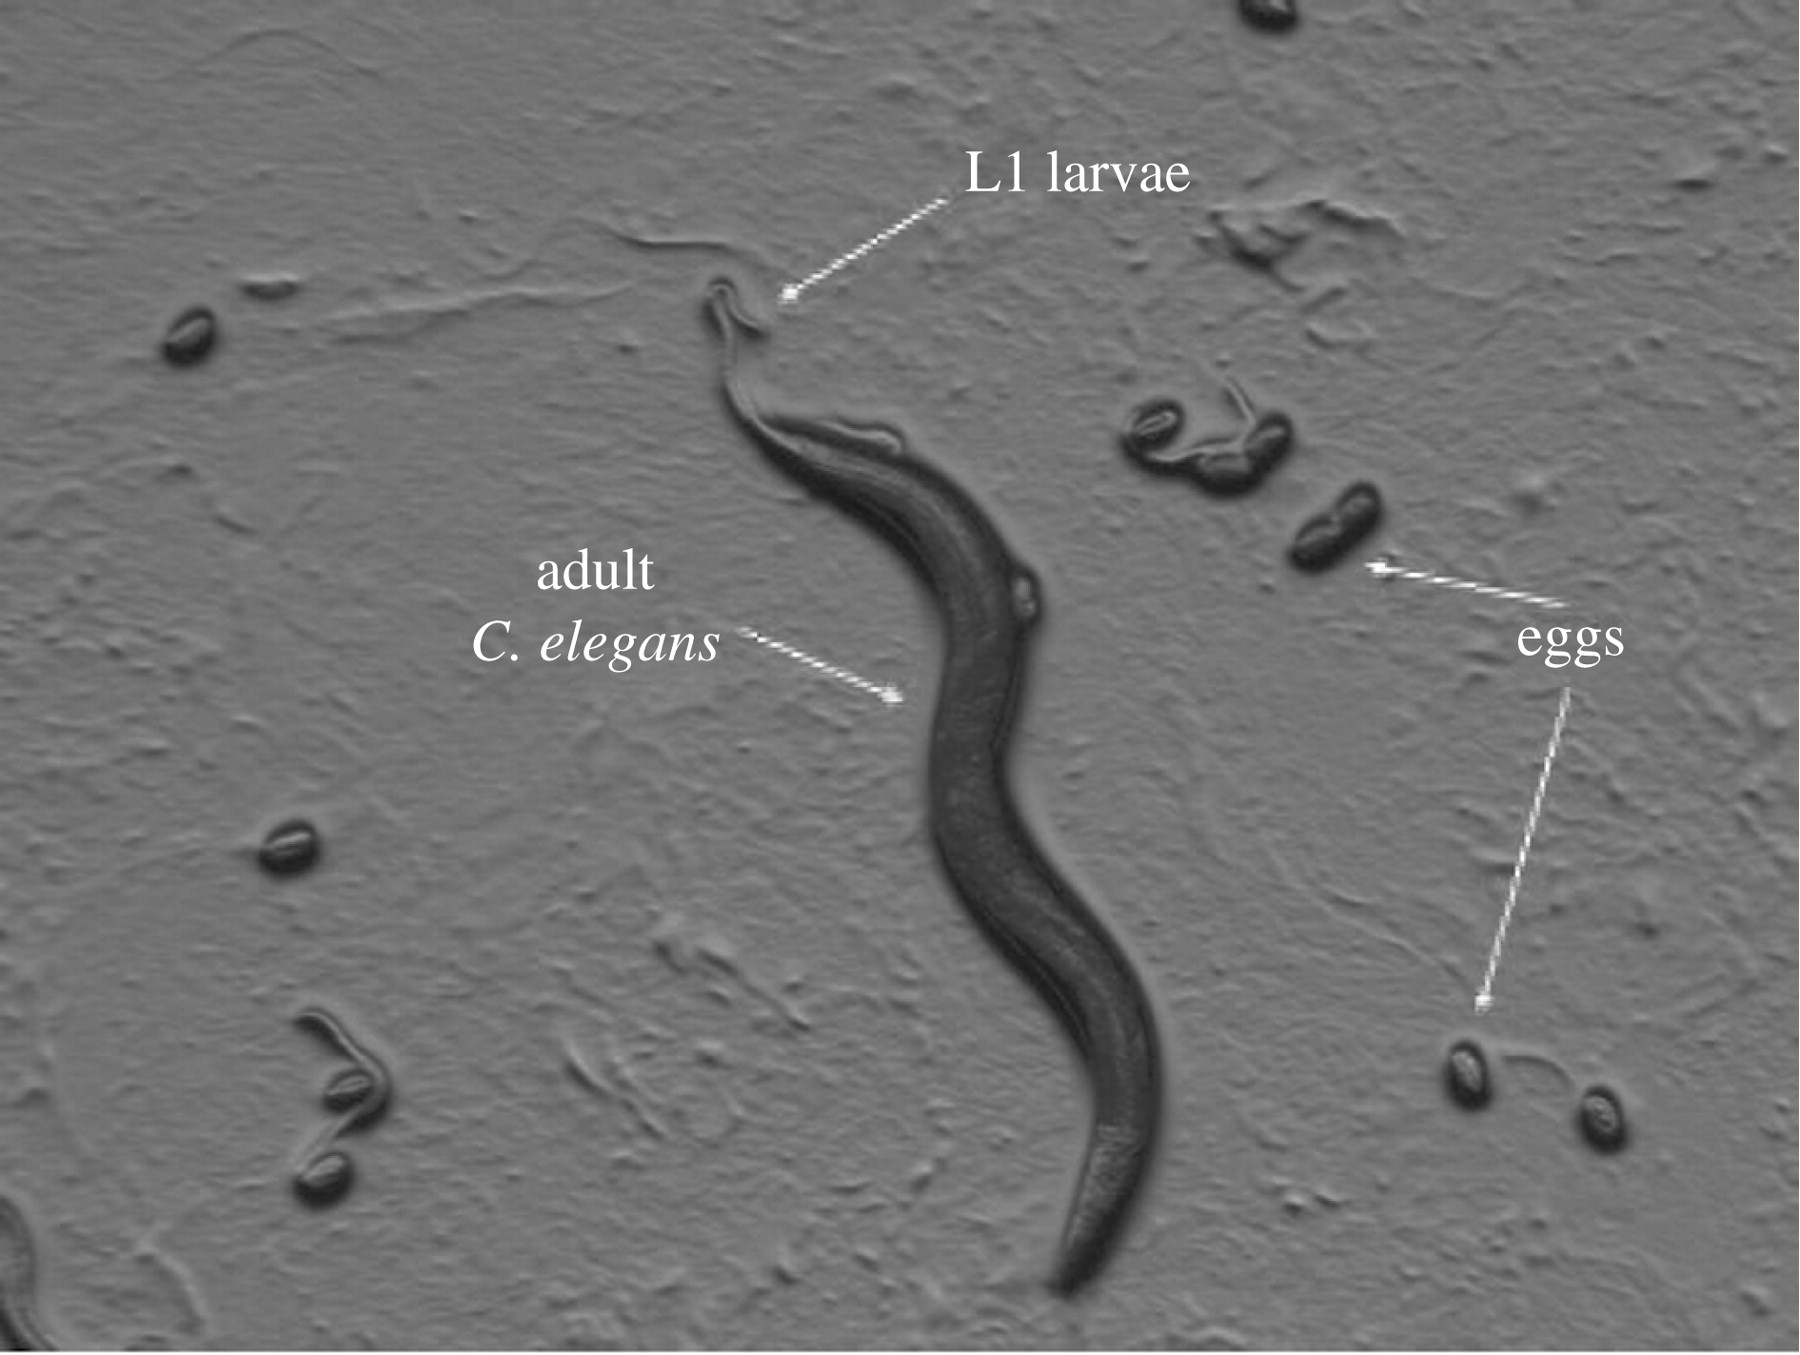 L1 larvae
adult
C. elegans
eggs